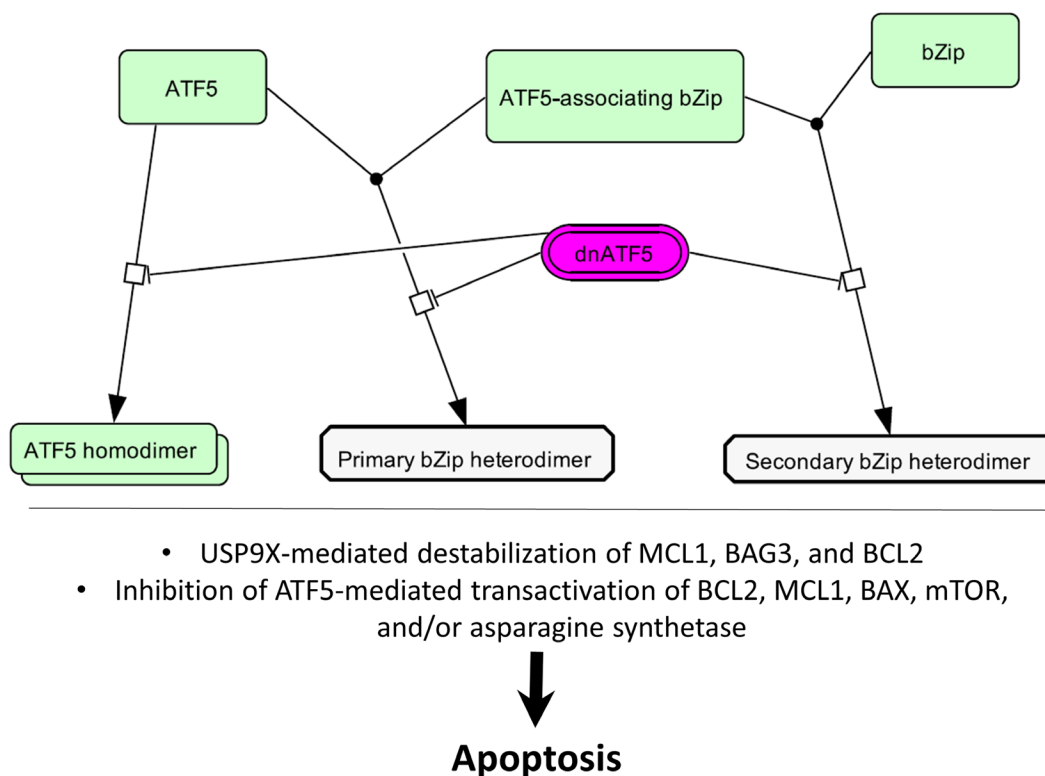 bZip
ATF5
ATF5-associating bZip
dnATF5
ATF5 homodimer
Primary bZip heterodimer
Secondary bZip heterodimer
• USP9X-mediated destabilization of MCL1, BAG3, and BCL2
• Inhibition of ATF5-mediated transactivation of BCL2, MCL1, BAX, mTOR,
and/or asparagine synthetase
Apoptosis